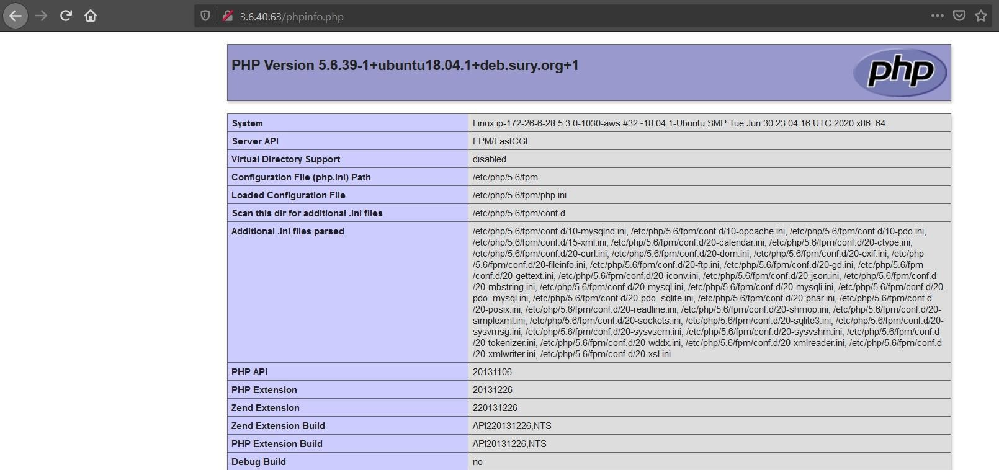 3.6.40.63/phpinfo.php
PHP Version 5.6.39-1+ubuntu18.04.1+deb.sury.org+1
php
System Linux ip-172-26-6-28 5.3.0-1030-aws #32~18.04.1-Ubuntu SMP Tue Jun 30 23:04:16 UTC 2020 x86_64
Server API FPM/FastCGI
Virtual Directory Support disabled
Configuration File (php.ini) Path /etc/php/5.6/fpm
Loaded Configuration File /etc/php/5.6/fpm/php.ini
Scan this dir for additional .ini files /etc/php/5.6/fpm/conf.d
Additional .ini files parsed /etc/php/5.6/fpm/conf.d/10-mysqlnd.ini, /etc/php/5.6/fpm/conf.d/10-opcache.ini, /etc/php/5.6/fpm/conf.d/10-pdo.ini,
/etc/php/5.6/fpm/conf.d/15-xml.ini, /etc/php/5.6/fpm/conf.d/20-calendar.ini, /etc/php/5.6/fpm/conf.d/20-ctype.ini,
/etc/php/5.6/fpm/conf.d/20-curl.ini, /etc/php/5.6/fpm/conf.d/20-dom.ini, /etc/php/5.6/fpm/conf.d/20-exif.ini, /etc/php
/5.6/fpm/conf.d/20-fileinfo.ini, /etc/php/5.6/fpm/conf.d/20-ftp.ini, /etc/php/5.6/fpm/conf.d/20-gd.ini, /etc/php/5.6/fpm
/conf.d/20-gettext.ini, /etc/php/5.6/fpm/conf.d/20-iconv.ini, /etc/php/5.6/fpm/conf.d/20-json.ini, /etc/php/5.6/fpm/conf.d
/20-mbstring.ini, /etc/php/5.6/fpm/conf.d/20-mysql.ini, /etc/php/5.6/fpm/conf.d/20-mysqli.ini, /etc/php/5.6/fpm/conf.d/20-
pdo_mysql.ini, /etc/php/5.6/fpm/conf.d/20-pdo_sqlite.ini, /etc/php/5.6/fpm/conf.d/20-phar.ini, /etc/php/5.6/fpm/conf.d
/20-posix.ini, /etc/php/5.6/fpm/conf.d/20-readline.ini, /etc/php/5.6/fpm/conf.d/20-shmop.ini, /etc/php/5.6/fpm/conf.d/20-
simplexml.ini, /etc/php/5.6/fpm/conf.d/20-sockets.ini, /etc/php/5.6/fpm/conf.d/20-sqlite3.ini, /etc/php/5.6/fpm/conf.d/20-
sysvmsg.ini, /etc/php/5.6/fpm/conf.d/20-sysvsem.ini, /etc/php/5.6/fpm/conf.d/20-sysvshm.ini, /etc/php/5.6/fpm/conf.d
/20-tokenizer.ini, /etc/php/5.6/fpm/conf.d/20-wddx.ini, /etc/php/5.6/fpm/conf.d/20-xmlreader.ini, /etc/php/5.6/fpm/conf.d
/20-xmlwriter.ini, /etc/php/5.6/fpm/conf.d/20-xsl.ini
PHP API 20131106
PHP Extension 20131226
Zend Extension 220131226
Zend Extension Build API220131226,NTS
PHP Extension Build API20131226,NTS
Debug Build no